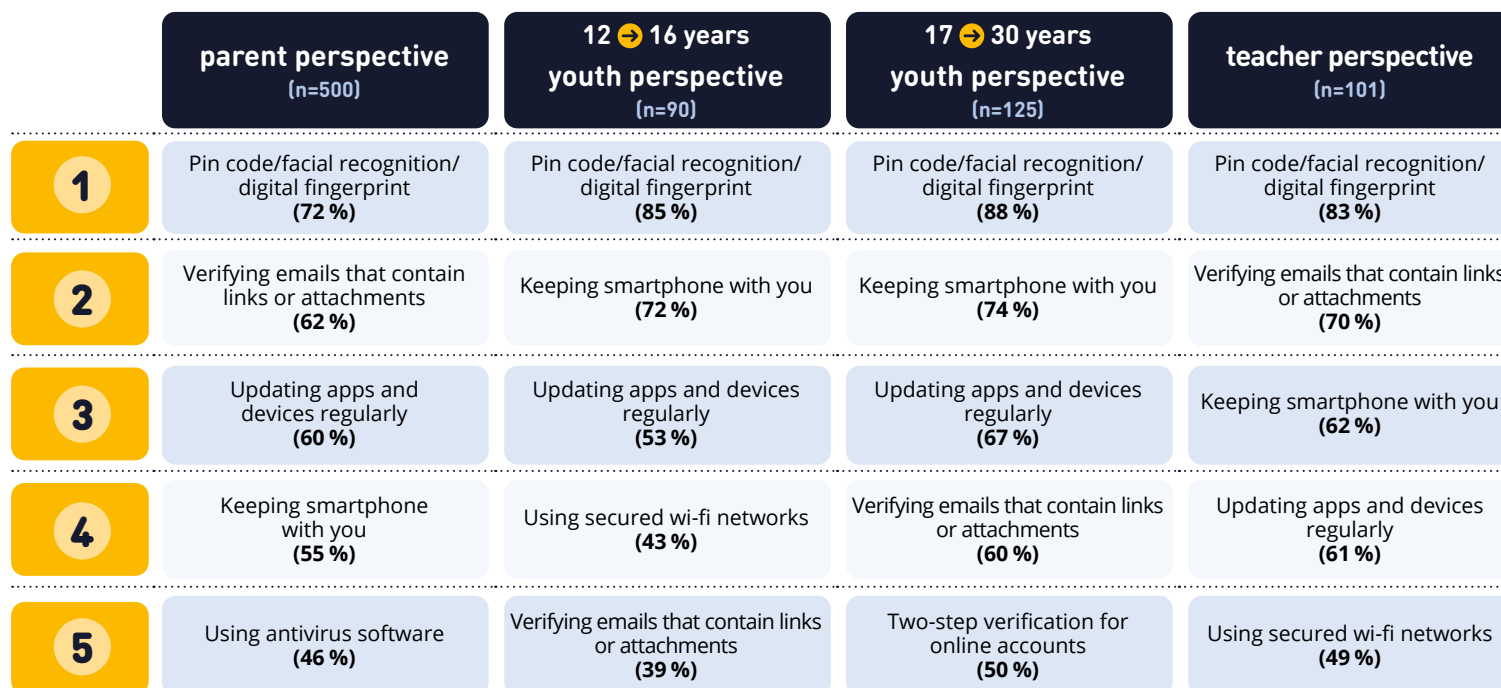 parent perspective
(n=500)
12 → 16 years
youth perspective
(n=90)
17 → 30 years
youth perspective
(n=125)
teacher perspective
(n=101)
1
Pin code/facial recognition/
digital fingerprint
(72 %)
Pin code/facial recognition/
digital fingerprint
(85 %)
Pin code/facial recognition/
digital fingerprint
(88 %)
Pin code/facial recognition/
digital fingerprint
(83 %)
2
Verifying emails that contain
links or attachments
(62 %)
Keeping smartphone with you
(72 %)
Keeping smartphone with you
(74 %)
Verifying emails that contain links
or attachments
(70 %)
3
Updating apps and
devices regularly
(60 %)
Updating apps and devices
regularly
(53 %)
Updating apps and devices
regularly
(67 %)
Keeping smartphone with you
(62 %)
4
Keeping smartphone
with you
(55 %)
Using secured wi-fi networks
(43 %)
Verifying emails that contain links
or attachments
(60 %)
Updating apps and devices
regularly
(61 %)
5
Using antivirus software
(46 %)
Verifying emails that contain links
or attachments
(39 %)
Two-step verification for
online accounts
(50 %)
Using secured wi-fi networks
(49 %)